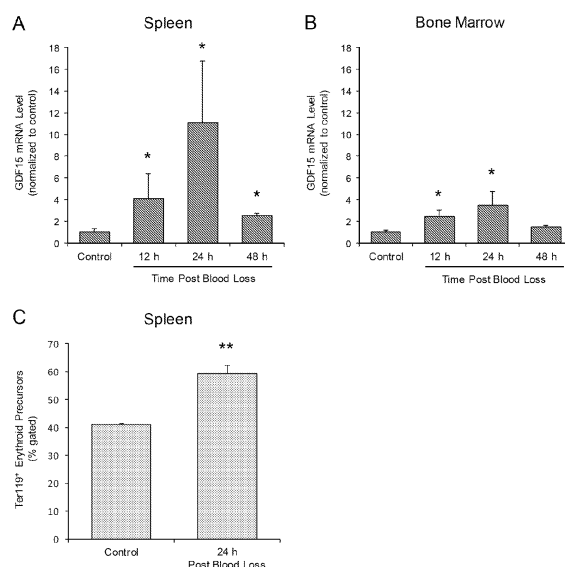 A
Spleen
GDF15 mRNA Level
(normalized to control)
18
16
14
12
10
8
6
4
2
0
*
*
*
Control
12 h
24 h
48 h
Time Post Blood Loss
B
Bone Marrow
GDF15 mRNA Level
(normalized to control)
18
16
14
12
10
8
6
4
2
0
*
*
Control
12 h
24 h
48 h
Time Post Blood Loss
C
Spleen
Ter119+ Erythroid Precursors
(% gated)
70
60
50
40
30
20
10
0
**
Control
24 h
Post Blood Loss